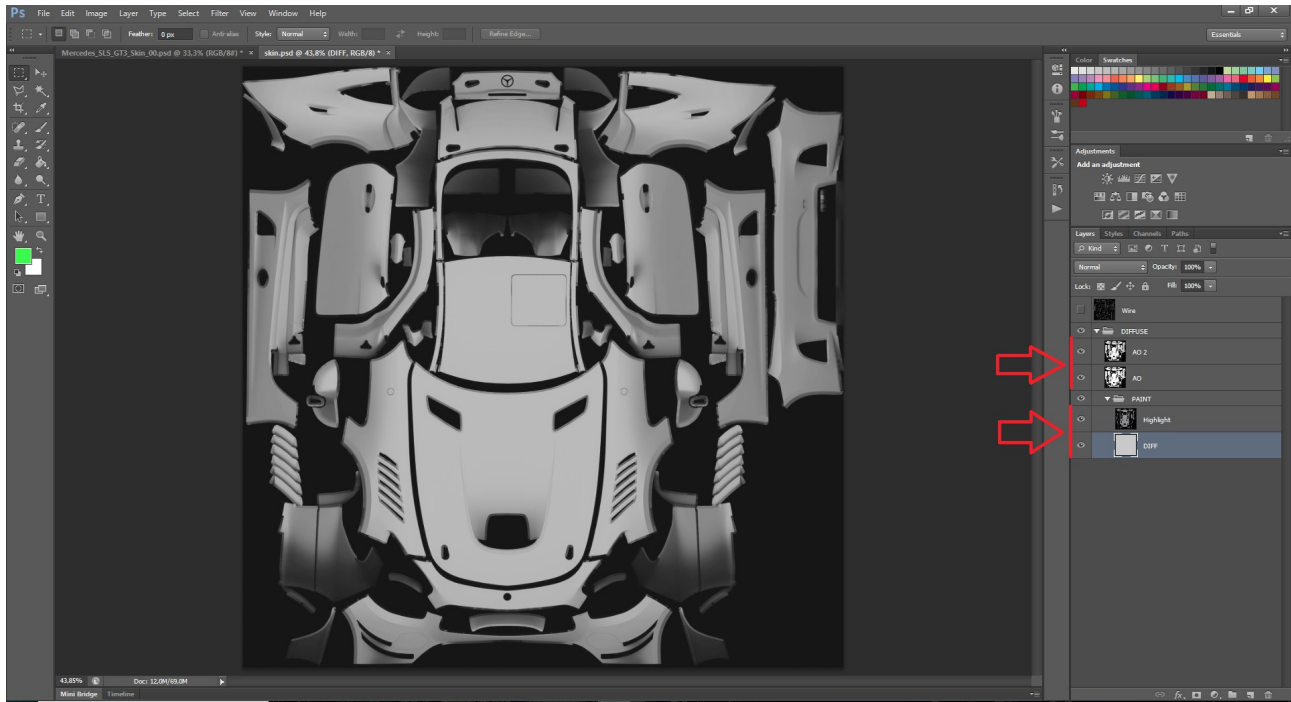 Ps File Edit Image Layer Type Select Filter View Window Help
Feather: 0 px Anti-alias Style: Normal Width: Height: Refine Edge... Essentials
Mercedes_SLS_GT3_Skin_00.psd @ 33,3% (RGB/8#) * × skin.psd @ 43,8% (DIFF, RGB/8) * ×
Color Swatches
Adjustments
Add an adjustment
Layers Styles Channels Paths
Kind
Normal Opacity: 100%
Lock: Fill: 100%
Wire
DIFFUSE
AO 2
AO
PAINT
Highlight
DIFF
43,85% Doc: 12,0M/69,0M
Mini Bridge Timeline